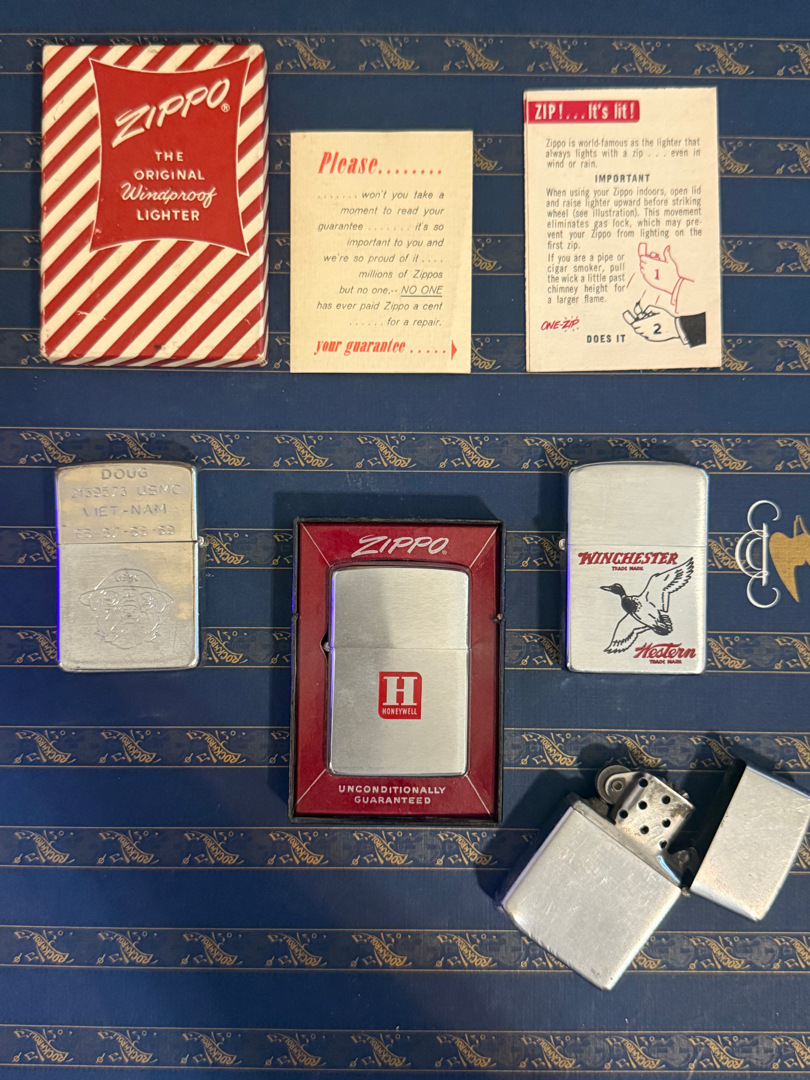 ZIPPO®
THE
ORIGINAL
Windproof
LIGHTER
Please........
.......won't you take a
moment to read your
guarantee ........ it's so
important to you and
we're so proud of it ....
millions of Zippos
but no one,-- NO ONE
has ever paid Zippo a cent
......for a repair.
your guarantee .....
ZIP!...It's lit!
Zippo is world-famous as the lighter that
always lights with a zip . . . even in
wind or rain.
IMPORTANT
When using your Zippo indoors, open lid
and raise lighter upward before striking
wheel (see illustration). This movement
eliminates gas lock, which may pre-
vent your Zippo from lighting on the
first zip.
If you are a pipe or
cigar smoker, pull
the wick a little past
chimney height for
a larger flame.
1
2
ONE-ZIP
DOES IT
DOUG
USMC
VIET-NAM
ZIPPO
H
HONEYWELL
UNCONDITIONALLY
GUARANTEED
WINCHESTER
TRADE MARK
Western
TRADE MARK